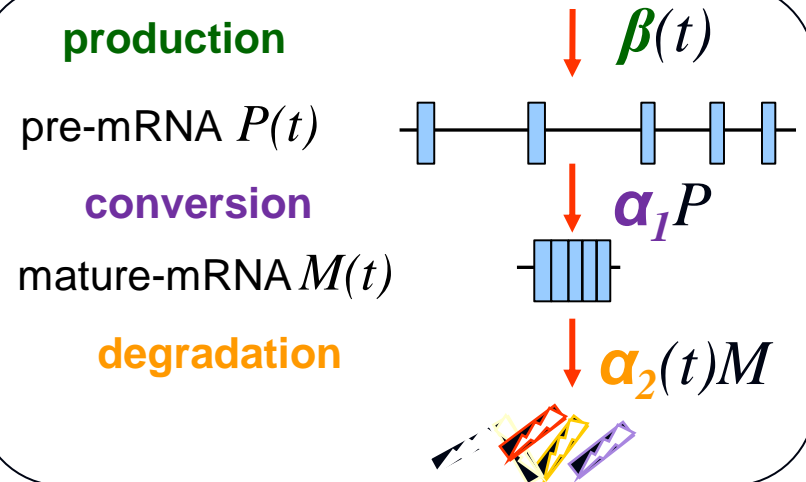 production
β(t)
pre-mRNA P(t)
conversion
α₁P
mature-mRNA M(t)
degradation
α₂(t)M